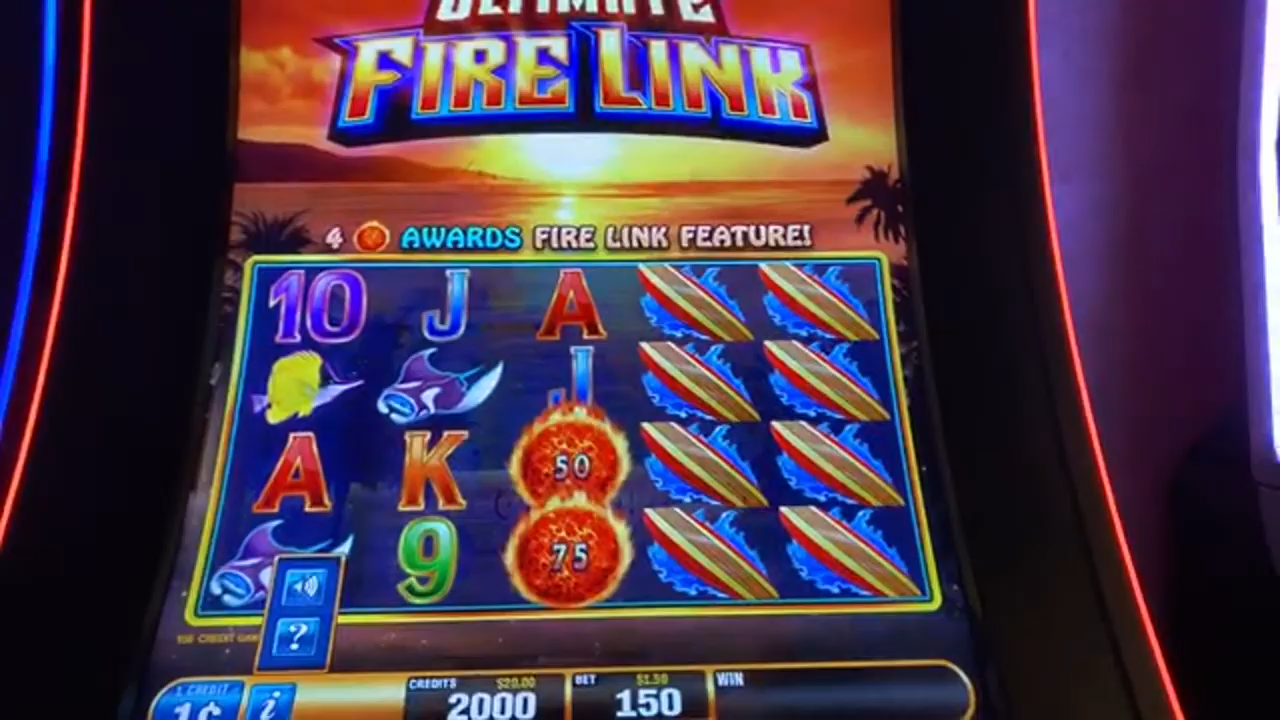 ULTIMATE
FIRE LINK
4 AWARDS FIRE LINK FEATURE!
10 J A
J
A K 50
9 75
?
1 CREDIT
1¢
i
CREDITS $20.00
2000
BET $1.50
150
WIN